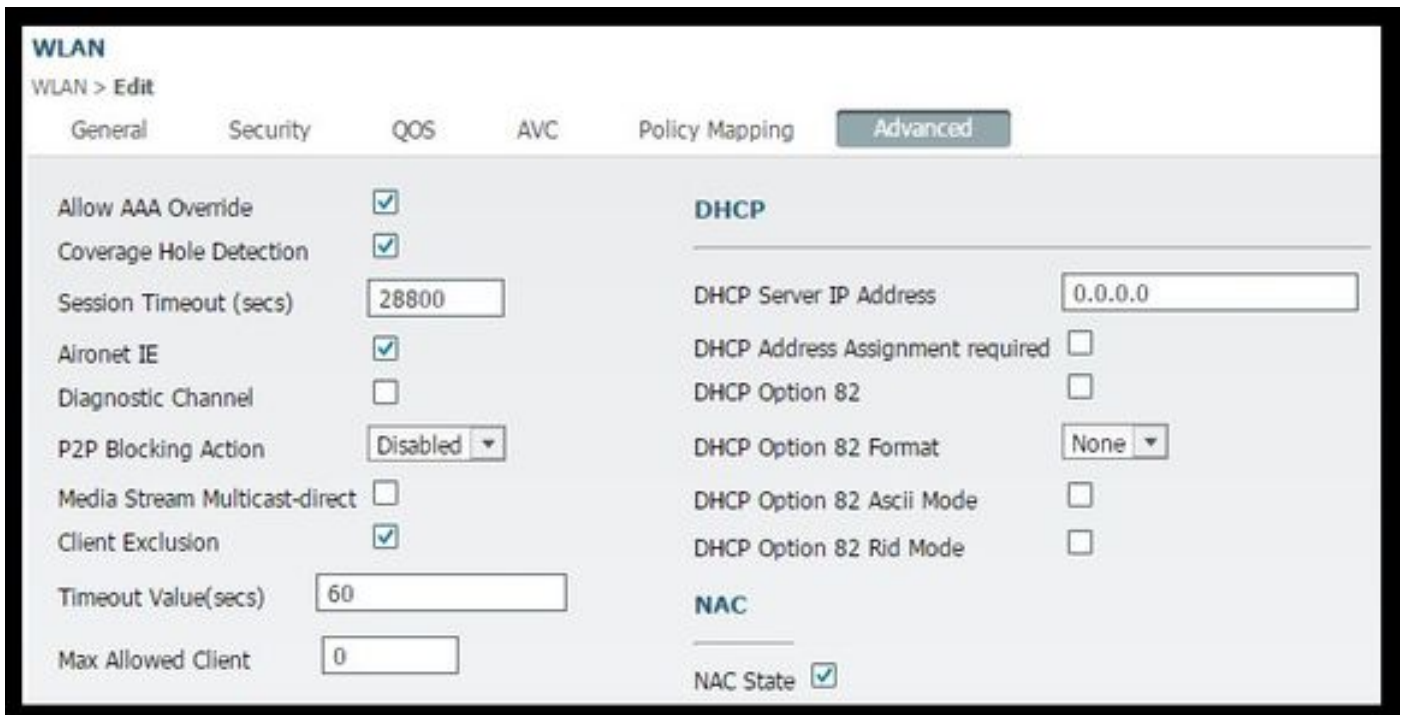 WLAN
WLAN > Edit
General Security QOS AVC Policy Mapping Advanced
Allow AAA Override
Coverage Hole Detection
Session Timeout (secs) 28800
Aironet IE
Diagnostic Channel
P2P Blocking Action Disabled
Media Stream Multicast-direct
Client Exclusion
Timeout Value(secs) 60
Max Allowed Client 0
DHCP
DHCP Server IP Address 0.0.0.0
DHCP Address Assignment required
DHCP Option 82
DHCP Option 82 Format None
DHCP Option 82 Ascii Mode
DHCP Option 82 Rid Mode
NAC
NAC State